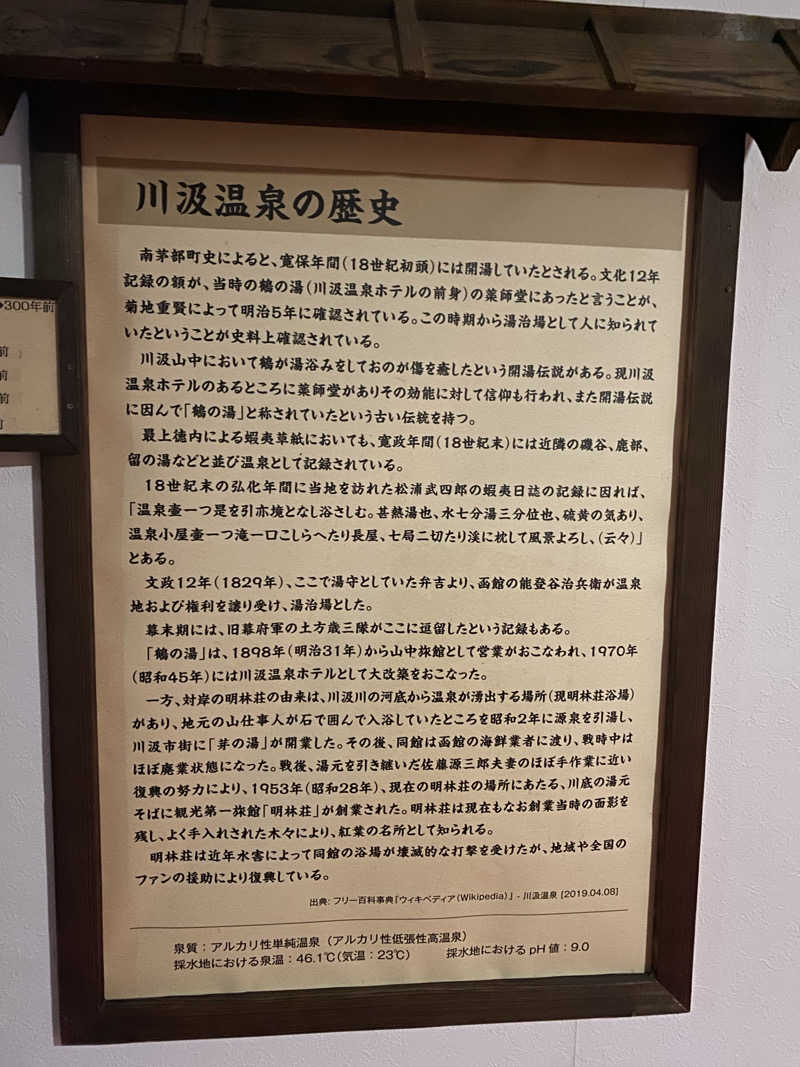 川汲温泉の歴史
南茅部町史によると、寛保年間(18世紀初頭)には開湯していたとされる。文化12年
記録の額が、当時の鶴の湯(川汲温泉ホテルの前身)の薬師堂にあったと言うことが、
菊地重賢によって明治5年に確認されている。この時期から湯治場として人に知られて
いたということが史料上確認されている。
川汲山中において鶴が湯浴みをしておのが傷を癒したという開湯伝説がある。現川汲
温泉ホテルのあるところに薬師堂がありその効能に対して信仰も行われ、また開湯伝説
に因んで「鶴の湯」と称されていたという古い伝統を持つ。
最上徳内による蝦夷草紙においても、寛政年間(18世紀末)には近隣の磯谷、鹿部、
留の湯などと並び温泉として記録されている。
18世紀末の弘化年間に当地を訪れた松浦武四郎の蝦夷日誌の記録に因れば、
「温泉壷一つ是を引亦境となし浴さしむ。甚熱湯也、水七分湯三分位也、硫黄の気あり、
温泉小屋壷一つ滝一口こしらへたり長屋、七局二切たり渓に枕して風景よろし、(云々)」
とある。
文政12年(1829年)、ここで湯守としていた弁吉より、函館の能登谷治兵衛が温泉
地および権利を譲り受け、湯治場とした。
幕末期には、旧幕府軍の土方歳三隊がここに逗留したという記録もある。
「鶴の湯」は、1898年(明治31年)から山中旅館として営業がおこなわれ、1970年
(昭和45年)には川汲温泉ホテルとして大改築をおこなった。
一方、対岸の明林荘の由来は、川汲川の河底から温泉が湧出する場所(現明林荘浴場)
があり、地元の山仕事人が石で囲んで入浴していたところを昭和2年に源泉を引湯し、
川汲市街に「芽の湯」が開業した。その後、同館は函館の海鮮業者に渡り、戦時中は
ほぼ廃業状態になった。戦後、湯元を引き継いだ佐藤源三郎夫妻のほぼ手作業に近い
復興の努力により、1953年(昭和28年)、現在の明林荘の場所にあたる、川底の湯元
そばに観光第一旅館「明林荘」が創業された。明林荘は現在もなお創業当時の面影を
残し、よく手入れされた木々により、紅葉の名所として知られる。
明林荘は近年水害によって同館の浴場が壊滅的な打撃を受けたが、地域や全国の
ファンの援助により復興している。
出典: フリー百科事典「ウィキペディア(Wikipedia)」 - 川汲温泉 [2019.04.08]
泉質：アルカリ性単純温泉（アルカリ性低張性高温泉）
採水地における泉温：46.1℃(気温：23℃) 採水地における pH 値：9.0
300年前
前
前
前
前